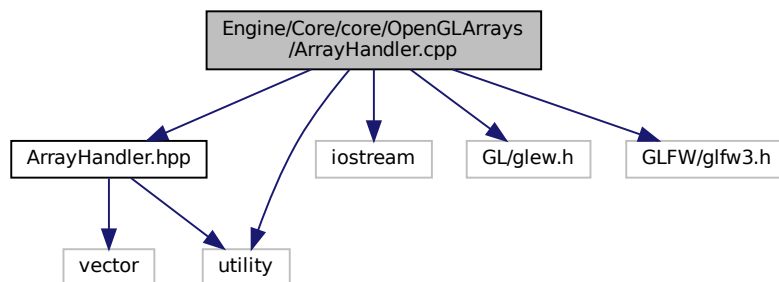 Engine/Core/core/OpenGLArrays
/ArrayHandler.cpp
ArrayHandler.hpp
iostream
GL/glew.h
GLFW/glfw3.h
vector
utility